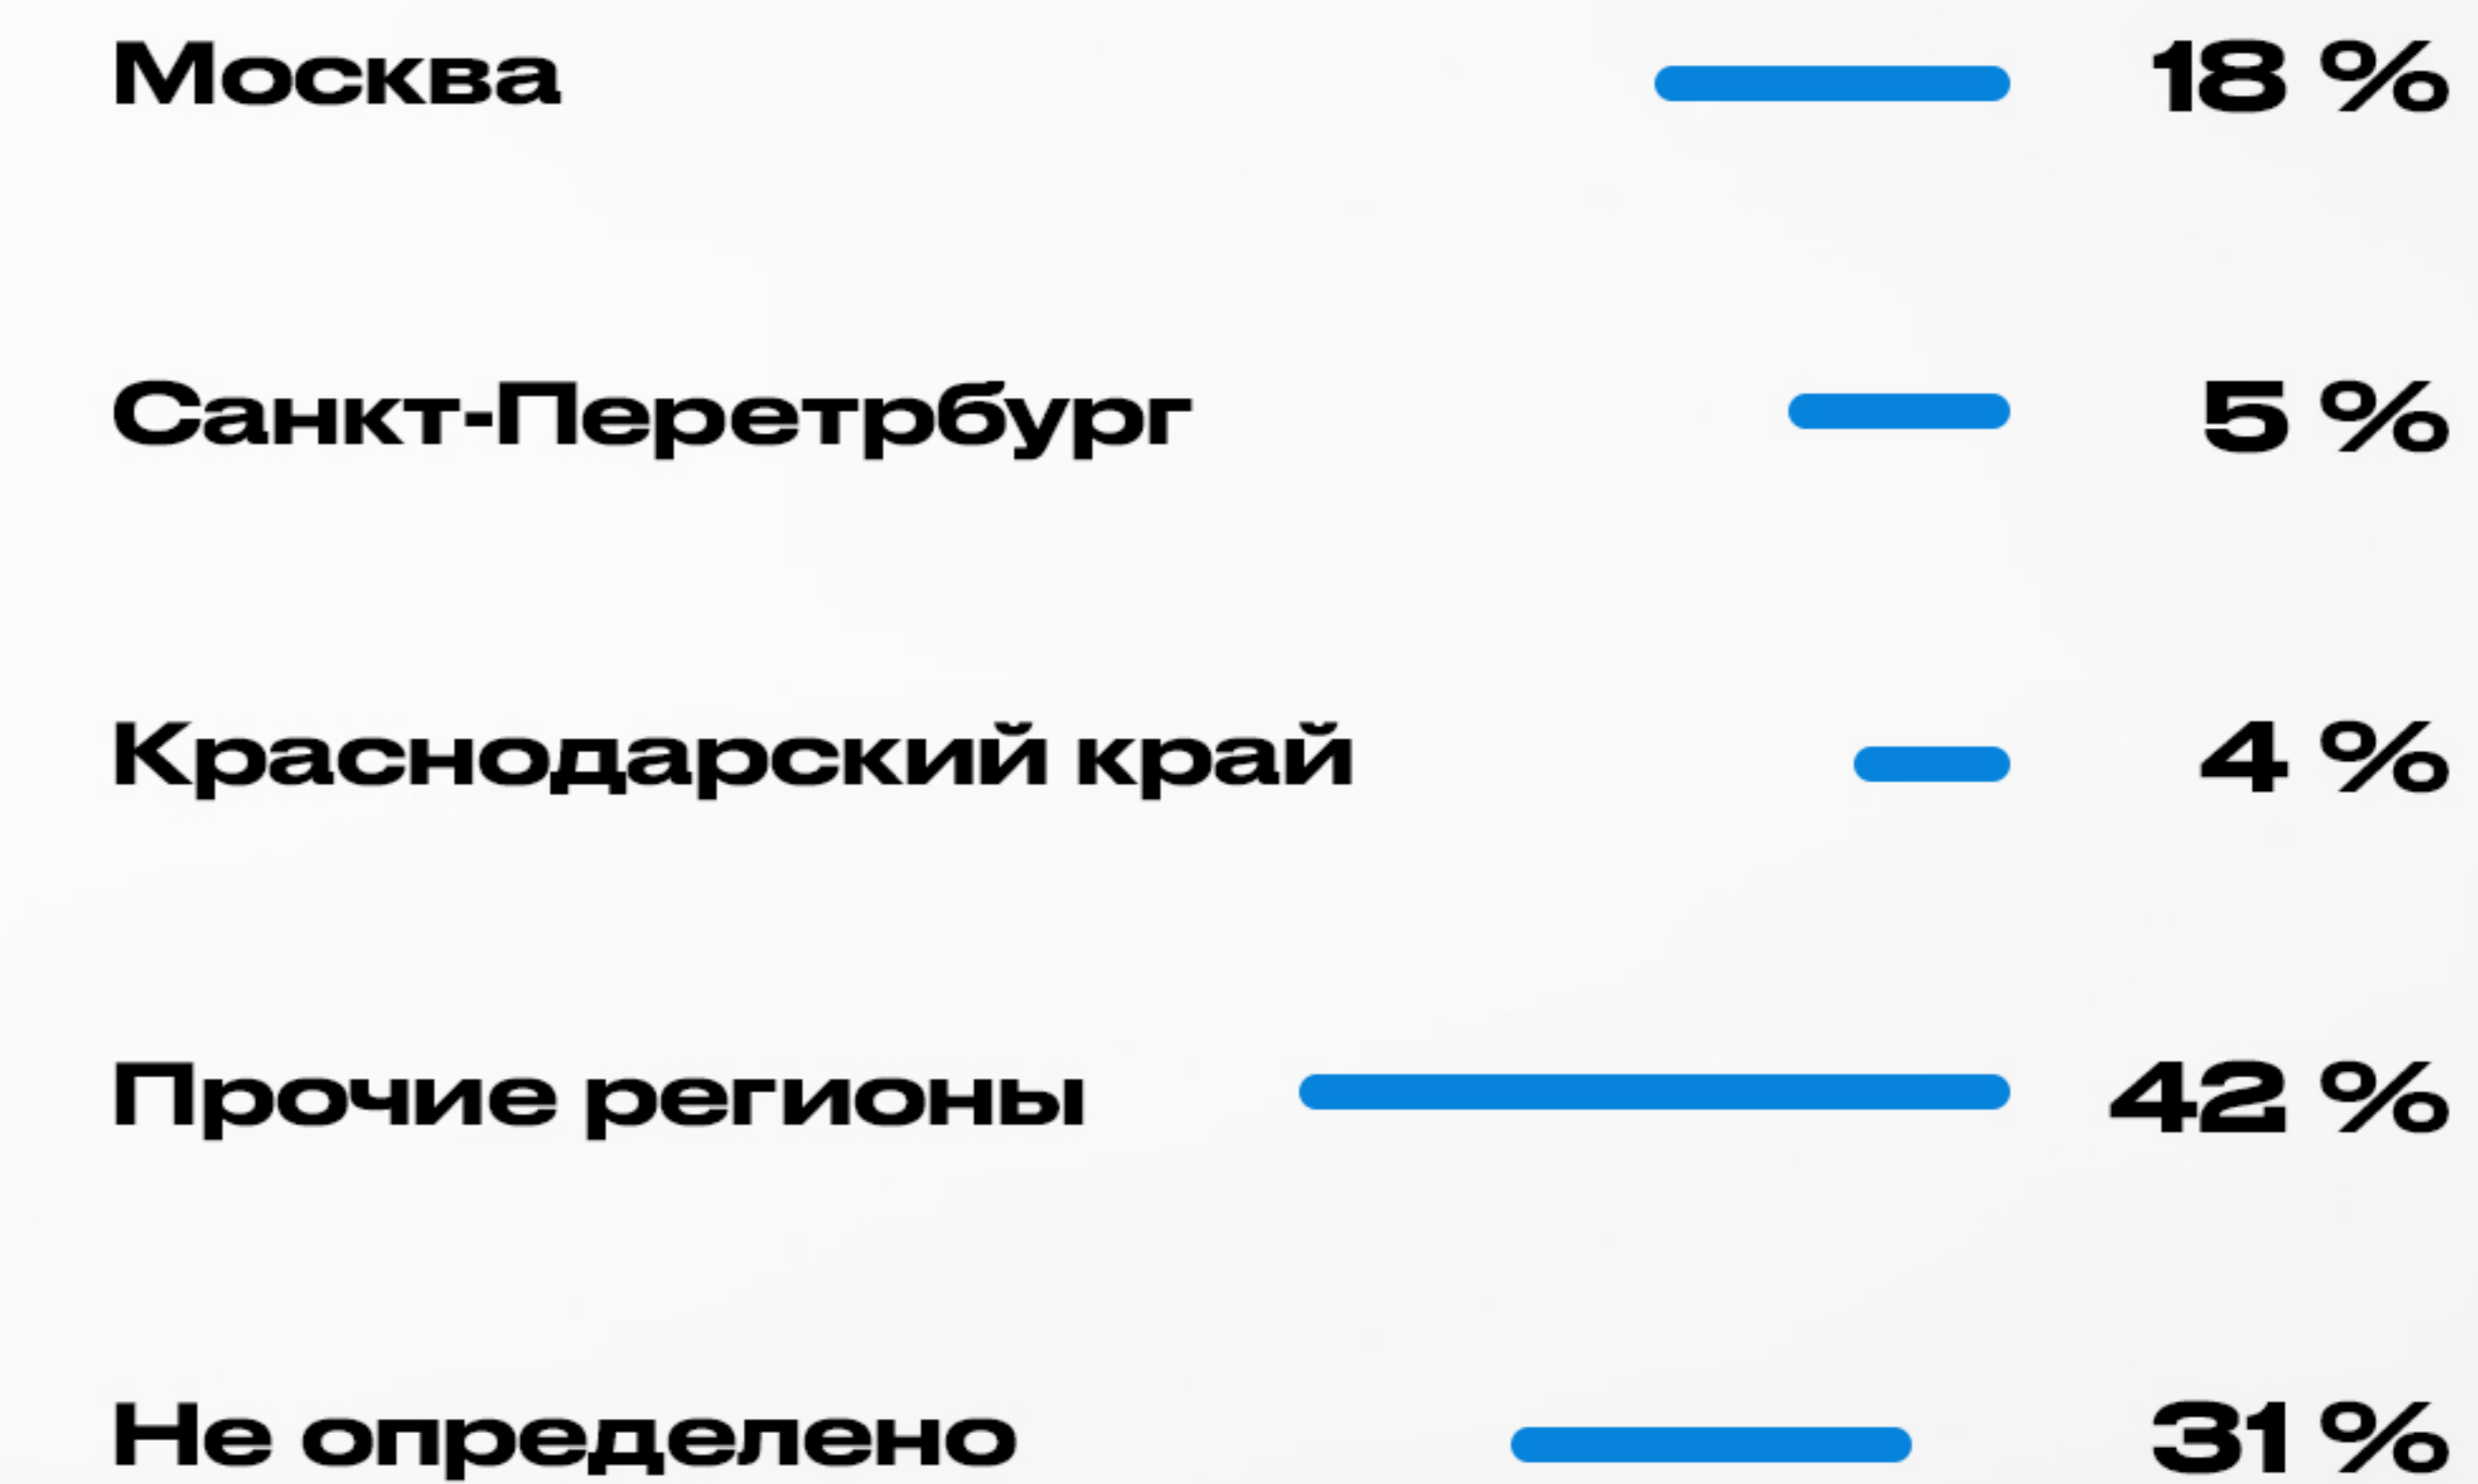 Москва 18 %
Санкт-Перетрбург 5 %
Краснодарский край 4 %
Прочие регионы 42 %
Не определено 31 %